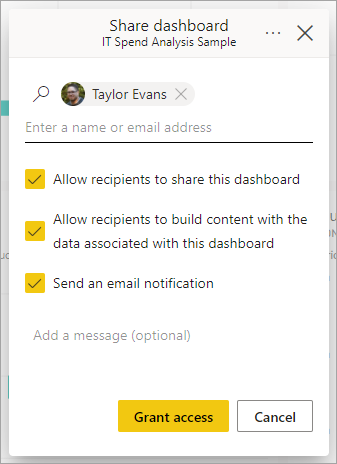 Share dashboard
IT Spend Analysis Sample
Taylor Evans
Enter a name or email address
Allow recipients to share this dashboard
Allow recipients to build content with the
data associated with this dashboard
Send an email notification
Add a message (optional)
Grant access
Cancel